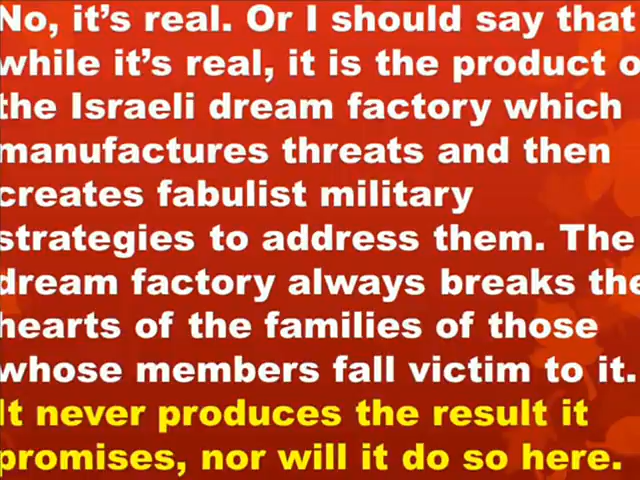 No, it's real. Or I should say that
while it's real, it is the product o
the Israeli dream factory which
manufactures threats and then
creates fabulist military
strategies to address them. The
dream factory always breaks the
hearts of the families of those
whose members fall victim to it.
It never produces the result it
promises, nor will it do so here.